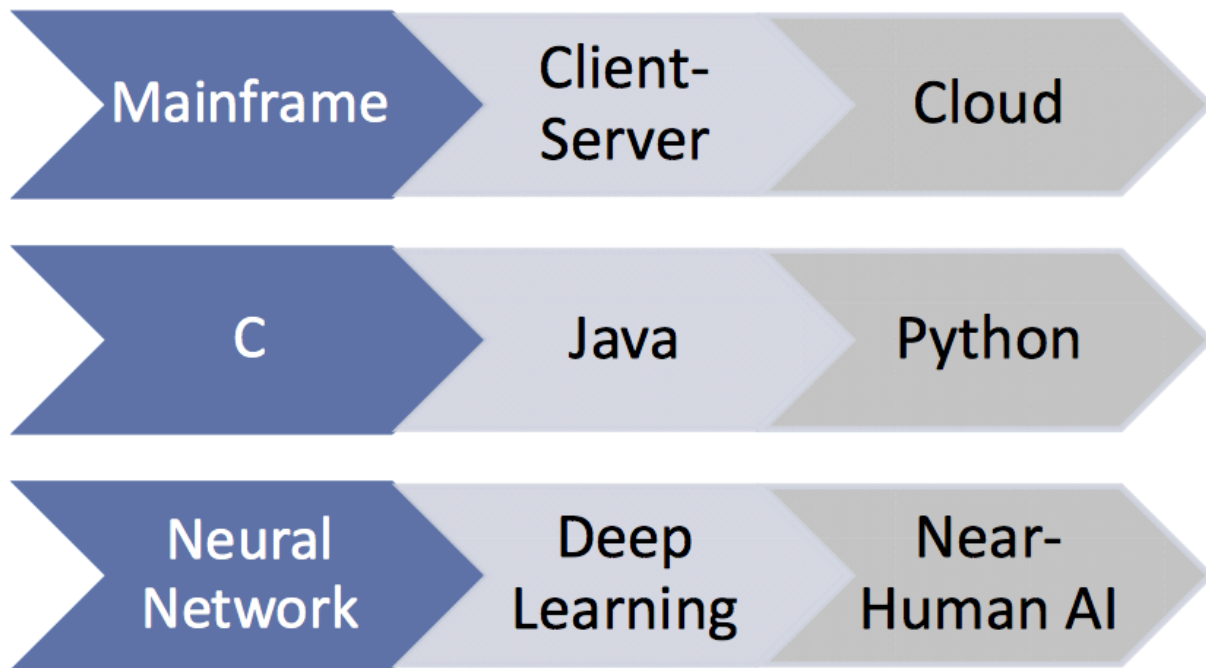 Mainframe
Client-
Server
Cloud
C
Java
Python
Neural
Network
Deep
Learning
Near-
Human AI